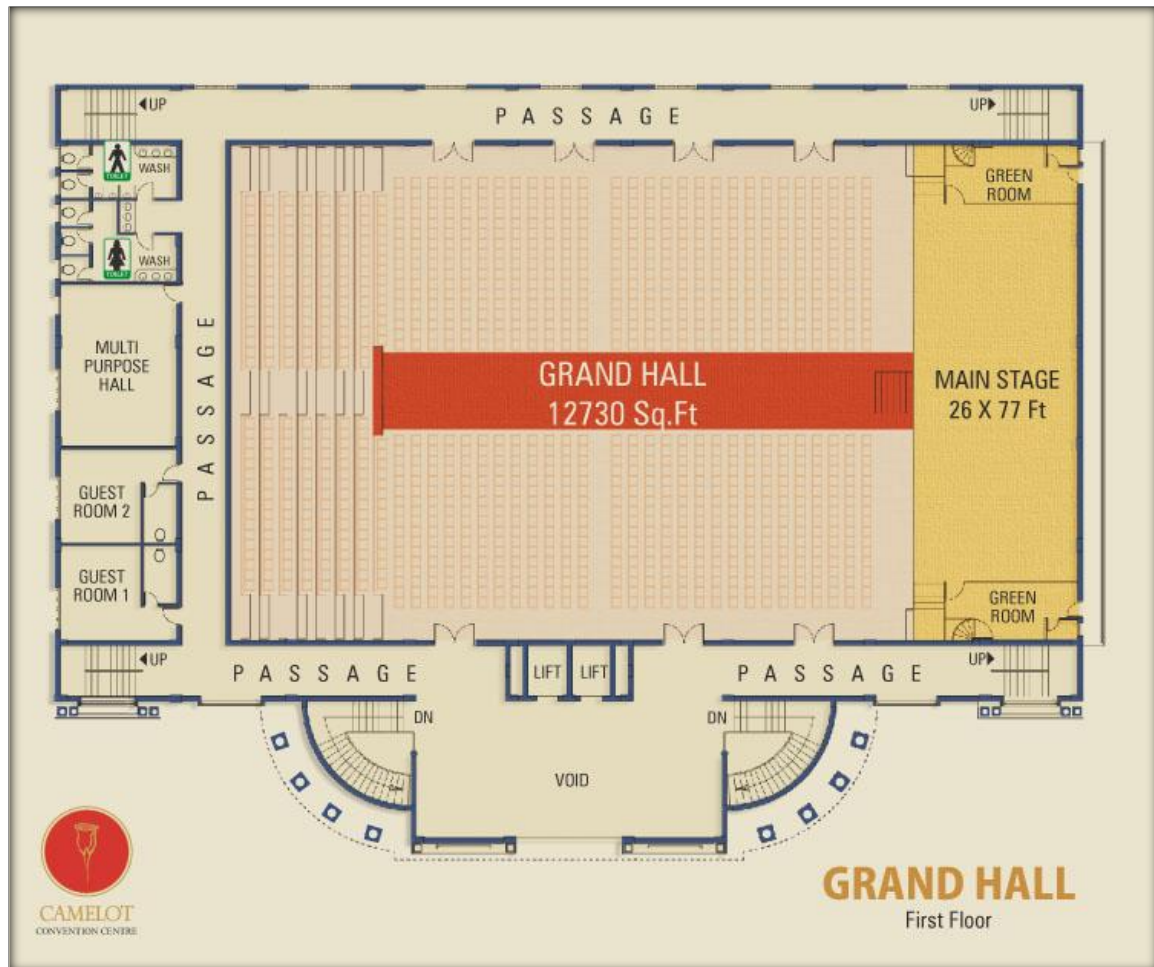 UP
PASSAGE
UP
TOILET
WASH
GREEN
ROOM
TOILET
WASH
PASSAGE
MULTI
PURPOSE
HALL
GRAND HALL
12730 Sq.Ft
MAIN STAGE
26 X 77 Ft
GUEST
ROOM 2
GUEST
ROOM 1
GREEN
ROOM
UP
PASSAGE
LIFT
LIFT
PASSAGE
UP
DN
DN
VOID
CAMELOT
CONVENTION CENTRE
GRAND HALL
First Floor